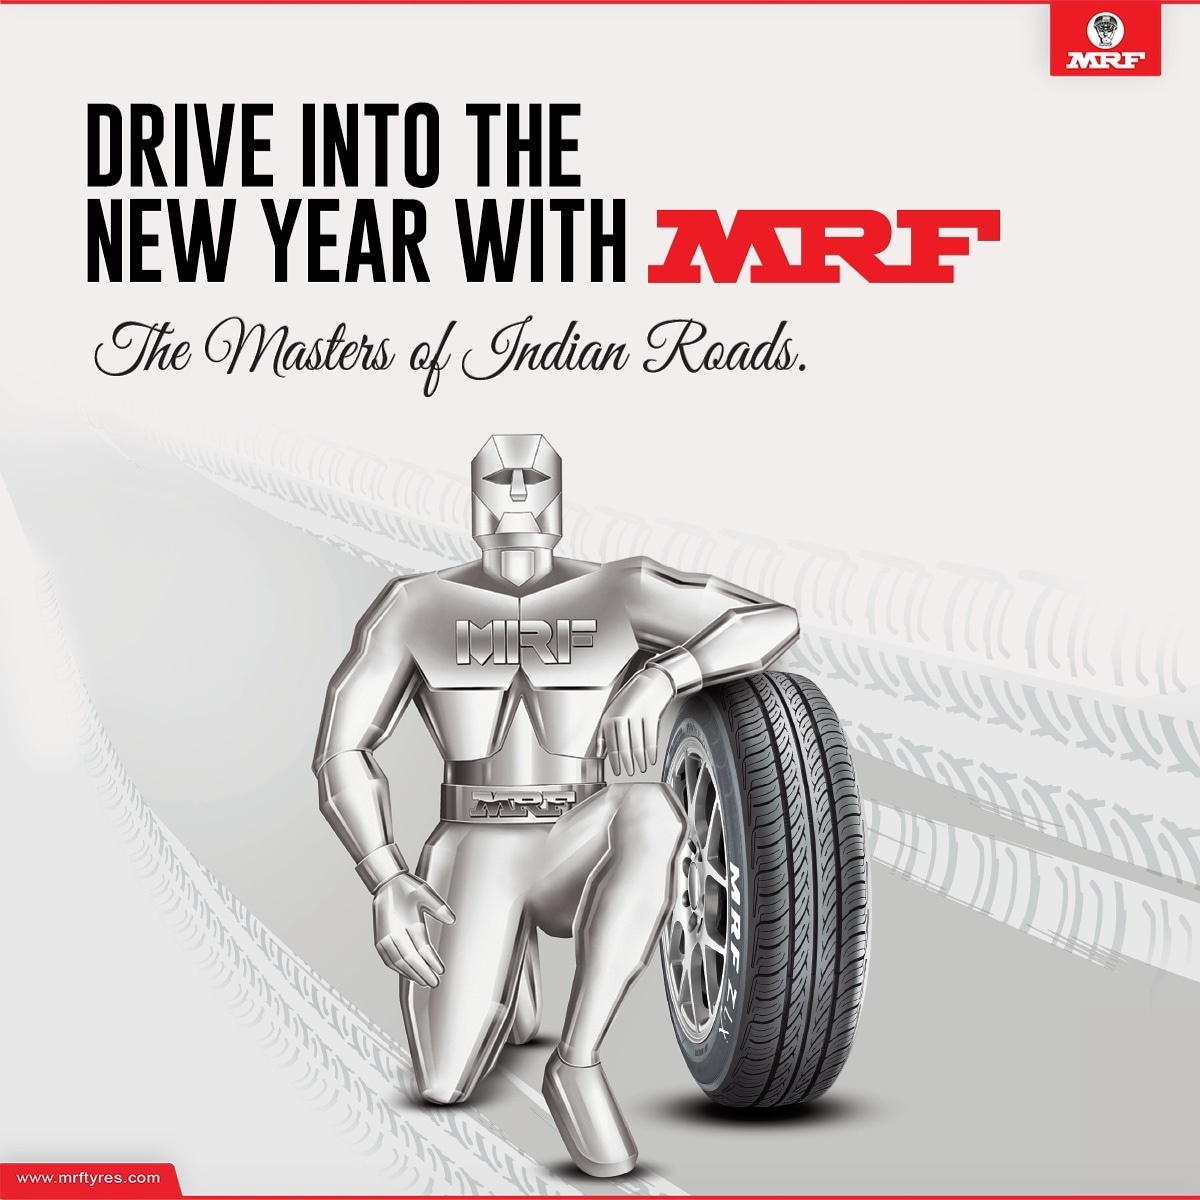 MRF
DRIVE INTO THE
NEW YEAR WITH MRF
The Masters of Indian Roads.
MRF
MRF
MRF ZLX
www.mrftyres.com